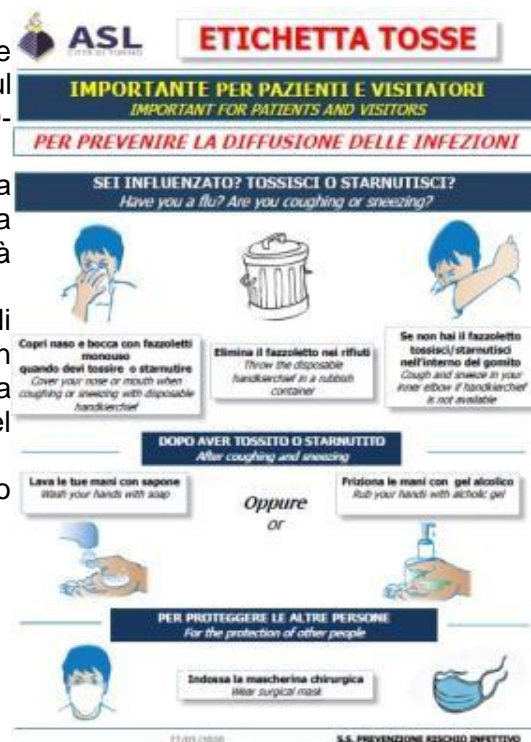 e
ul
-
a
a
à
li
n
a
el
o
ASL
CITTÀ DI TORINO
ETICHETTA TOSSE
IMPORTANTE PER PAZIENTI E VISITATORI
IMPORTANT FOR PATIENTS AND VISITORS
PER PREVENIRE LA DIFFUSIONE DELLE INFEZIONI
SEI INFLUENZATO? TOSSISCI O STARNUTISCI?
Have you a flu? Are you coughing or sneezing?
Copri naso e bocca con fazzoletti
monouso
quando devi tossire o starnutire
Cover your nose or mouth when
coughing or sneezing with disposable
handkerchief
Elimina il fazzoletto nei rifiuti
Throw the disposable
handkerchief in a rubbish
container
Se non hai il fazzoletto
tossisci/starnutisci
nell'interno del gomito
Cough and sneeze in your
inner elbow if handkerchief
is not available
DOPO AVER TOSSITO O STARNUTITO
After coughing and sneezing
Lava le tue mani con sapone
Wash your hands with soap
Oppure
or
Friziona le mani con gel alcolico
Rub your hands with alcholic gel
PER PROTEGGERE LE ALTRE PERSONE
For the protection of other people
Indossa la mascherina chirurgica
Wear surgical mask
S.S. PREVENZIONE RISCHIO INFETTIVO